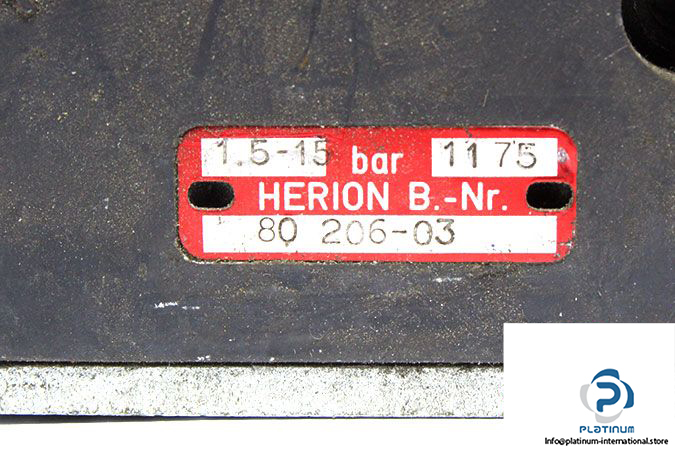 1.5-15 bar 11 75
HERION B.-Nr.
80 206-03
PLATINUM
Info@platinum-international.store